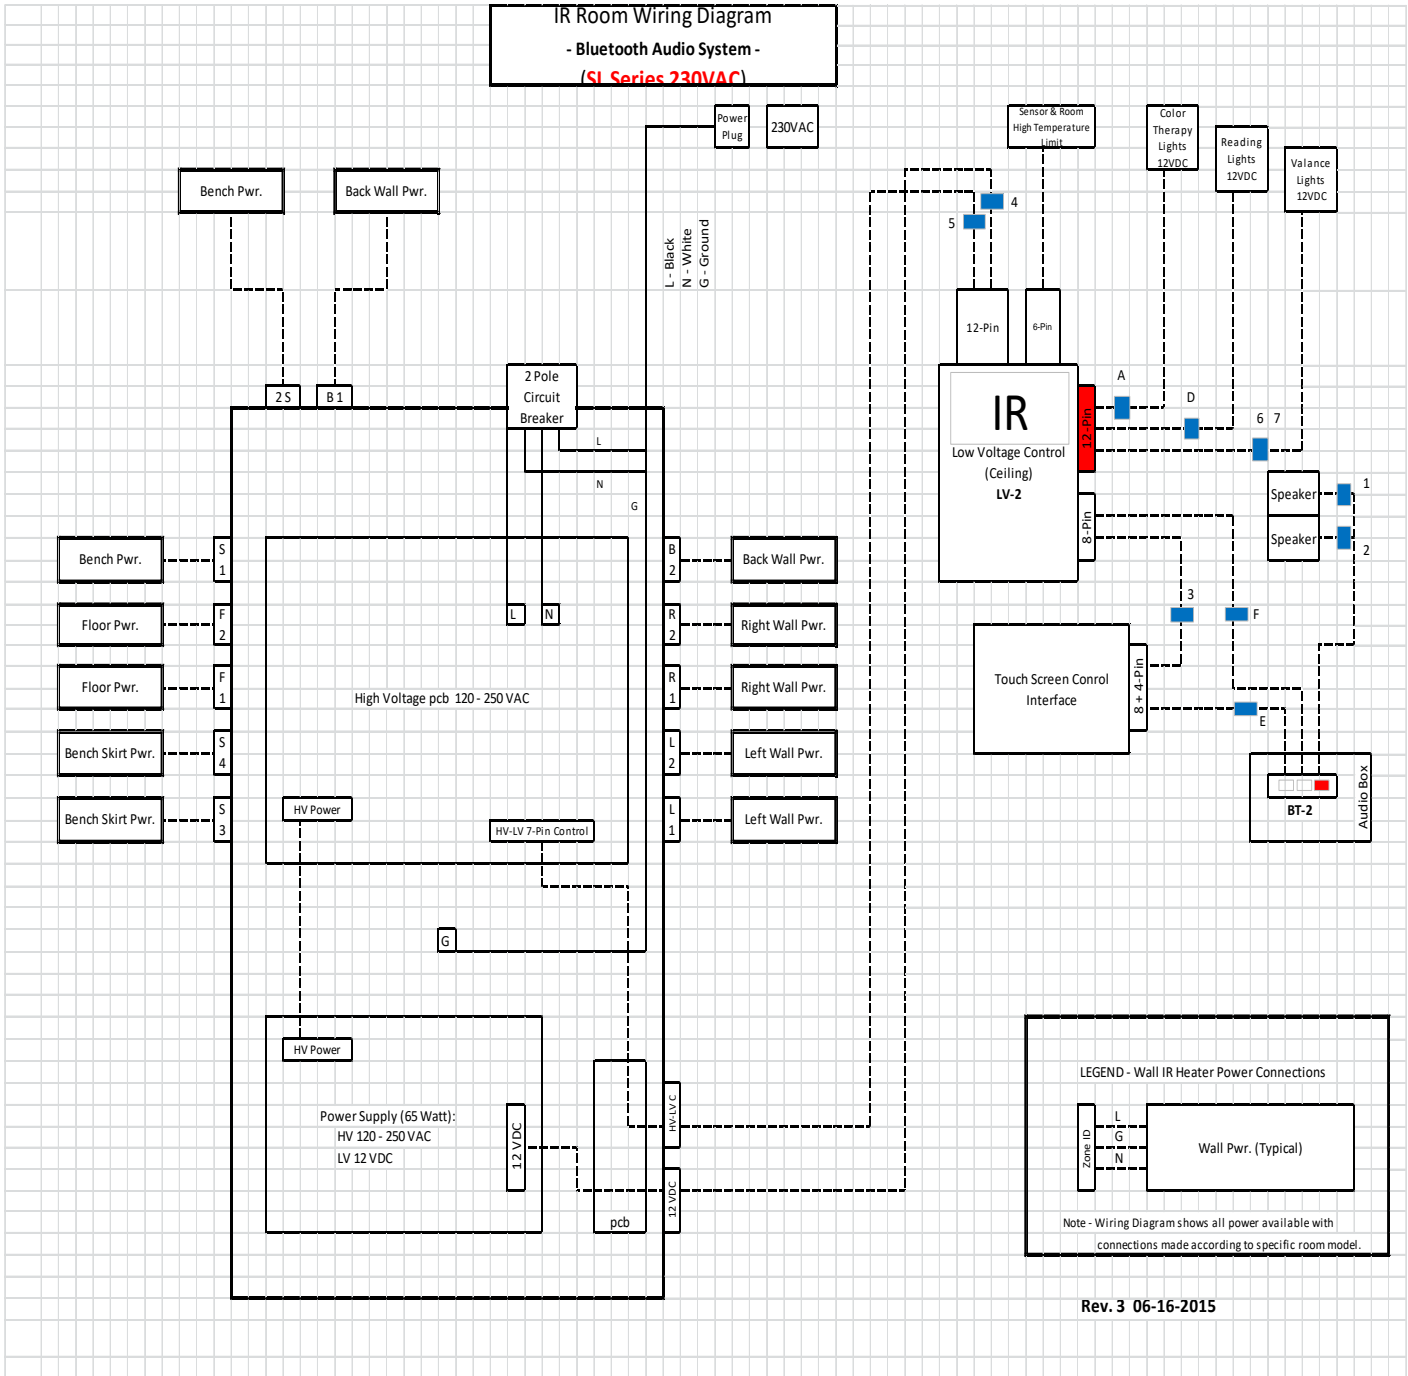 IR Room Wiring Diagram
- Bluetooth Audio System -
(SL Series 230VAC)
Power
Plug
230VAC
Sensor & Room
High Temperature
Limit
Color
Therapy
Lights
12VDC
Reading
Lights
12VDC
Valance
Lights
12VDC
Bench Pwr.
Back Wall Pwr.
L - Black
N - White
G - Ground
4
5
12-Pin
6-Pin
2 S
B 1
2 Pole
Circuit
Breaker
L
N
G
IR
Low Voltage Control
(Ceiling)
LV-2
12-Pin
8-Pin
A
D
6 7
Speaker
1
Speaker
2
3
F
Touch Screen Conrol
Interface
8 + 4-Pin
E
BT-2
Audio Box
Bench Pwr.
S
1
Floor Pwr.
F
2
Floor Pwr.
F
1
Bench Skirt Pwr.
S
4
Bench Skirt Pwr.
S
3
L
N
High Voltage pcb 120 - 250 VAC
HV Power
HV-LV 7-Pin Control
B
2
Back Wall Pwr.
R
2
Right Wall Pwr.
R
1
Right Wall Pwr.
L
2
Left Wall Pwr.
L
1
Left Wall Pwr.
G
HV Power
Power Supply (65 Watt):
HV 120 - 250 VAC
LV 12 VDC
12 VDC
pcb
HV-LV C
12 VDC
LEGEND - Wall IR Heater Power Connections
Zone ID
L
G
N
Wall Pwr. (Typical)
Note - Wiring Diagram shows all power available with
connections made according to specific room model.
Rev. 3 06-16-2015